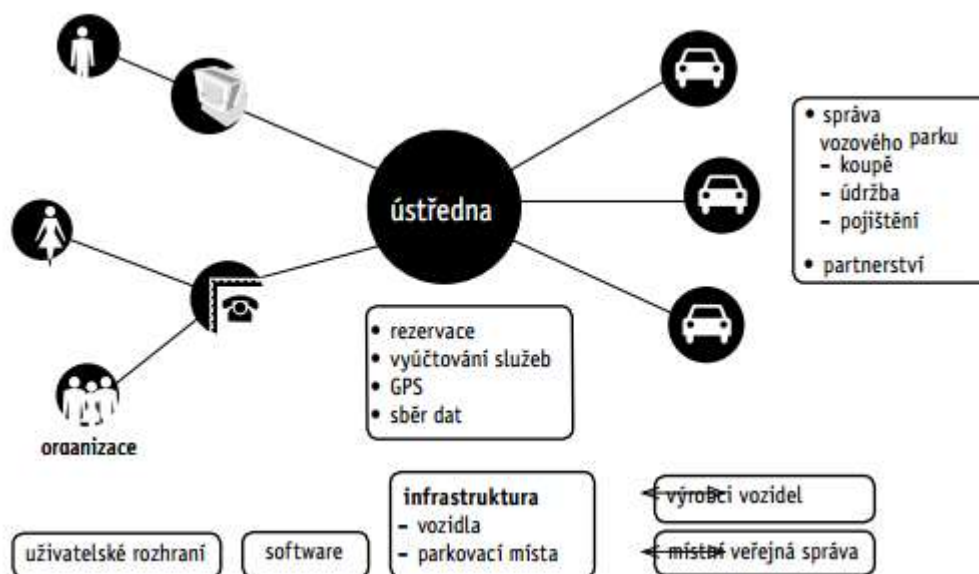 ústředna
• správa
vozového parku
– koupě
– údržba
– pojištění
• partnerství
• rezervace
• vyúčtování služeb
• GPS
• sběr dat
organizace
infrastruktura
– vozidla
– parkovací místa
uživatelské rozhraní
software
výrobci vozidel
místní veřejná správa